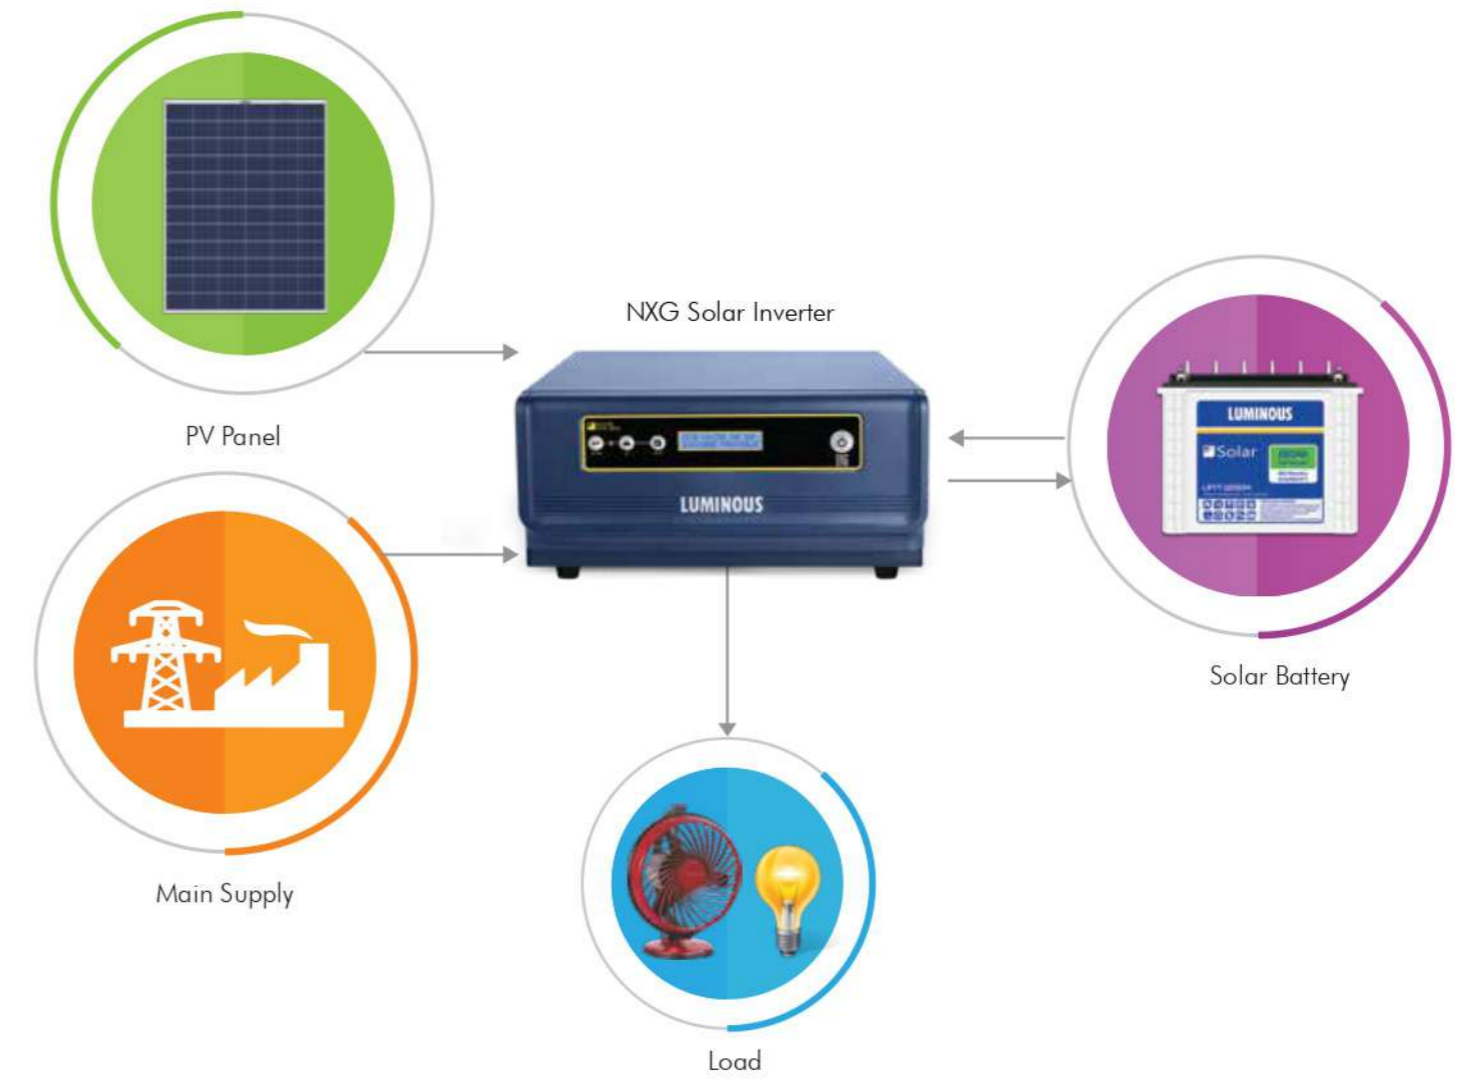 NXG Solar Inverter
PV Panel
LUMINOUS
LUMINOUS
Solar
Solar Battery
Main Supply
Load